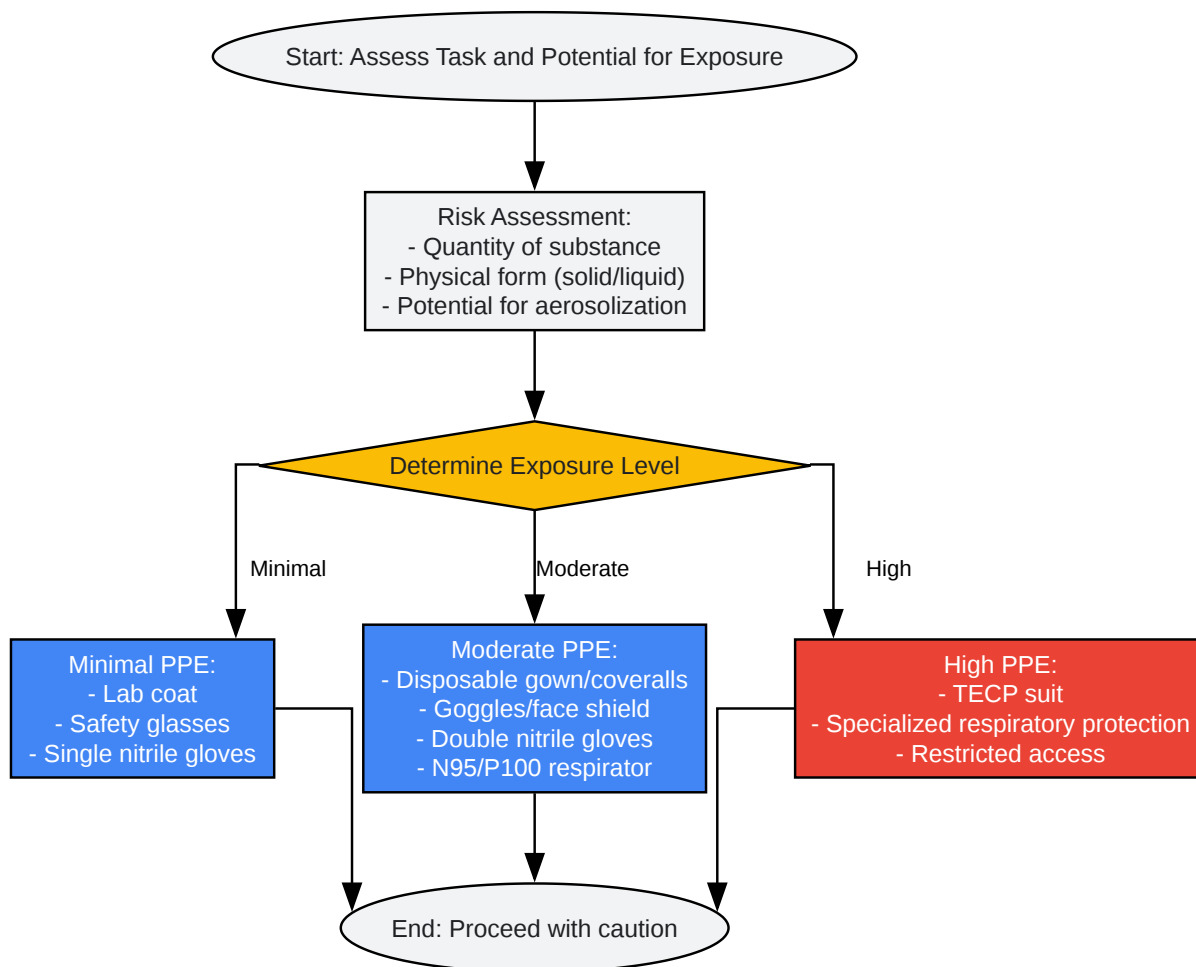 Start: Assess Task and Potential for Exposure
Risk Assessment:
- Quantity of substance
- Physical form (solid/liquid)
- Potential for aerosolization
Determine Exposure Level
Minimal
Moderate
High
Minimal PPE:
- Lab coat
- Safety glasses
- Single nitrile gloves
Moderate PPE:
- Disposable gown/coveralls
- Goggles/face shield
- Double nitrile gloves
- N95/P100 respirator
High PPE:
- TECP suit
- Specialized respiratory protection
- Restricted access
End: Proceed with caution